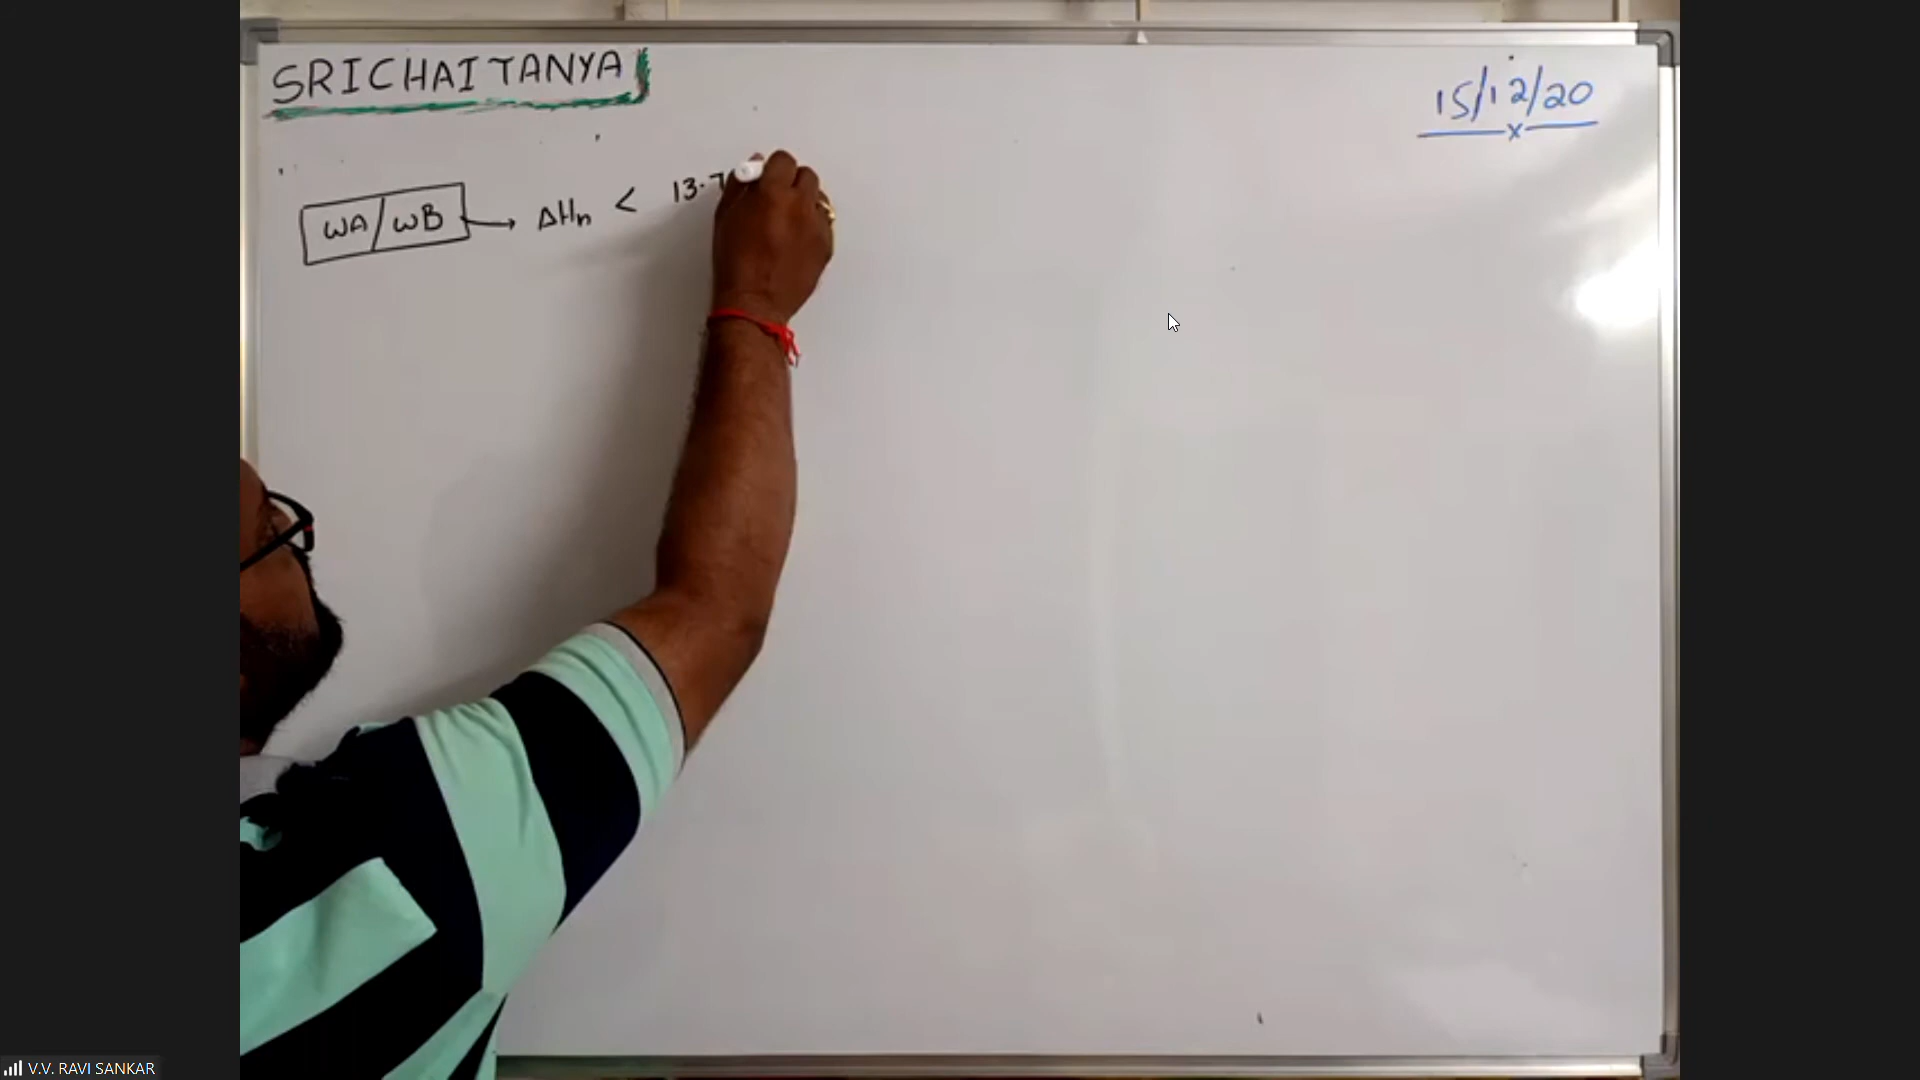 SRICHAITANYA
15/12/20
x
WA/WB → ΔHn < 13.7
V.V. RAVI SANKAR